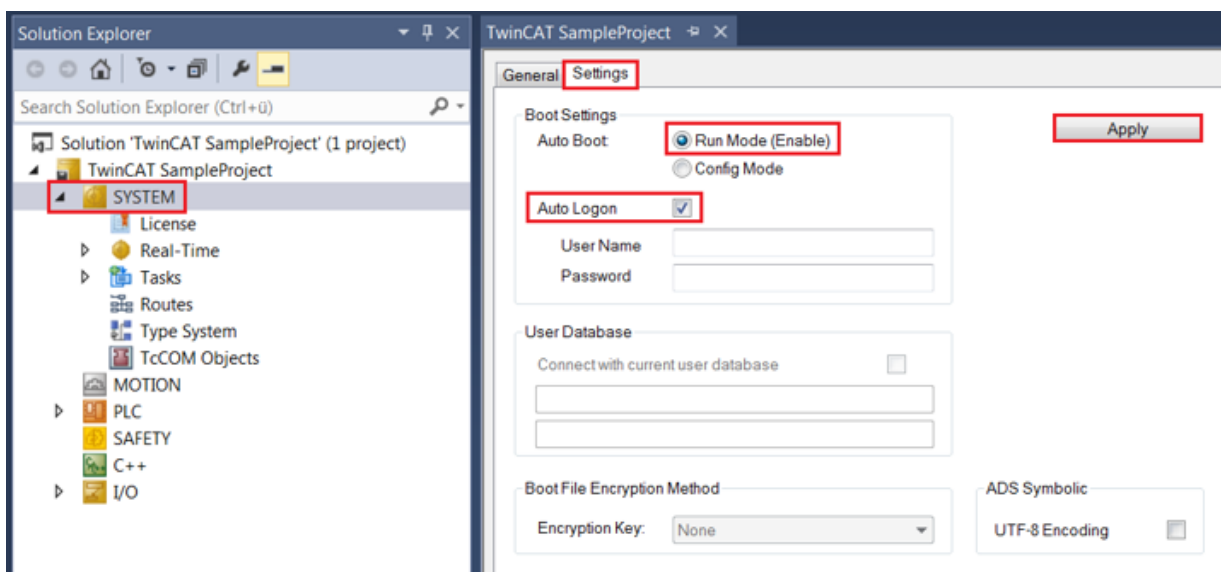 Solution Explorer
Search Solution Explorer (Ctrl+ü)
Solution 'TwinCAT SampleProject' (1 project)
TwinCAT SampleProject
SYSTEM
License
Real-Time
Tasks
Routes
Type System
TcCOM Objects
MOTION
PLC
SAFETY
C++
I/O
TwinCAT SampleProject
General Settings
Boot Settings
Auto Boot: Run Mode (Enable)
Config Mode
Apply
Auto Logon
User Name
Password
User Database
Connect with current user database
Boot File Encryption Method
Encryption Key: None
ADS Symbolic
UTF-8 Encoding